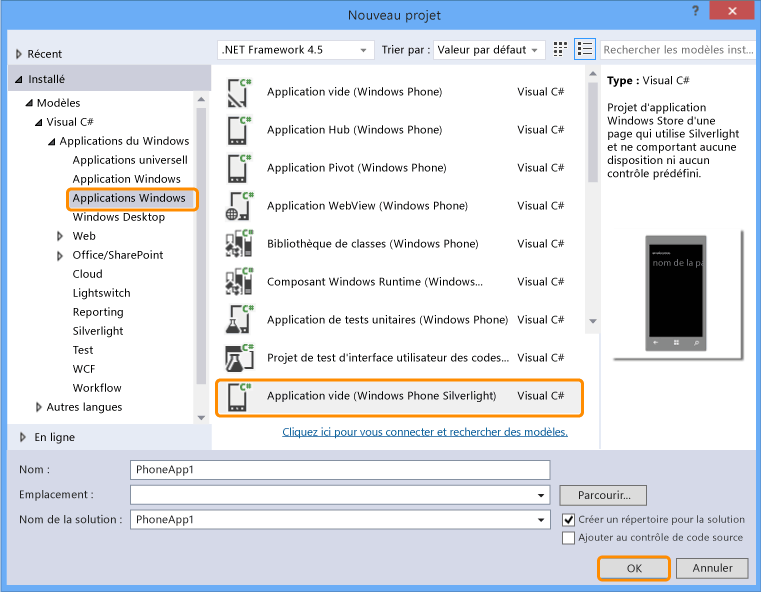 Nouveau projet
?
Récent
.NET Framework 4.5
Trier par : Valeur par défaut
Rechercher les modèles inst...
Installé
Modèles
Visual C#
Applications du Windows
Applications universell
Application Windows
Applications Windows
Windows Desktop
Web
Office/SharePoint
Cloud
Lightswitch
Reporting
Silverlight
Test
WCF
Workflow
Autres langues
En ligne
C# Application vide (Windows Phone) Visual C#
C# Application Hub (Windows Phone) Visual C#
C# Application Pivot (Windows Phone) Visual C#
C# Application WebView (Windows Phone) Visual C#
C# Bibliothèque de classes (Windows Phone) Visual C#
C# Composant Windows Runtime (Windows... Visual C#
C# Application de tests unitaires (Windows Phone) Visual C#
C# Projet de test d'interface utilisateur des codes... Visual C#
C# Application vide (Windows Phone Silverlight) Visual C#
Cliquez ici pour vous connecter et rechercher des modèles.
Type : Visual C#
Projet d'application
Windows Store d'une
page qui utilise Silverlight
et ne comportant aucune
disposition ni aucun
contrôle prédéfini.
nom de la pa
Nom : PhoneApp1
Emplacement :
Parcourir...
Nom de la solution : PhoneApp1
Créer un répertoire pour la solution
Ajouter au contrôle de code source
OK
Annuler